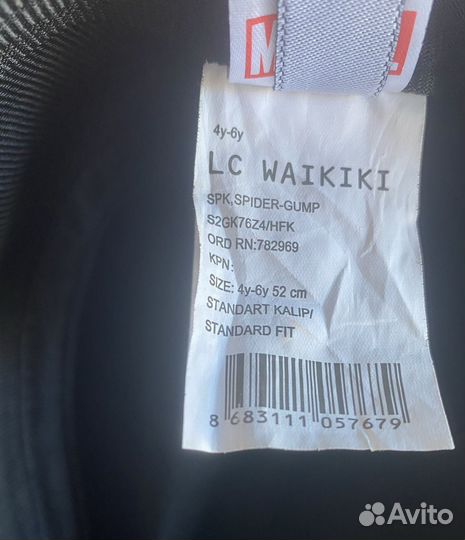 4y-6y
LC WAIKIKI
SPK,SPIDER-GUMP
S2GK76Z4/HFK
ORD RN:782969
KPN:
SIZE: 4y-6y 52 cm
STANDART KALIP/
STANDARD FIT
8 683111 057679
Avito